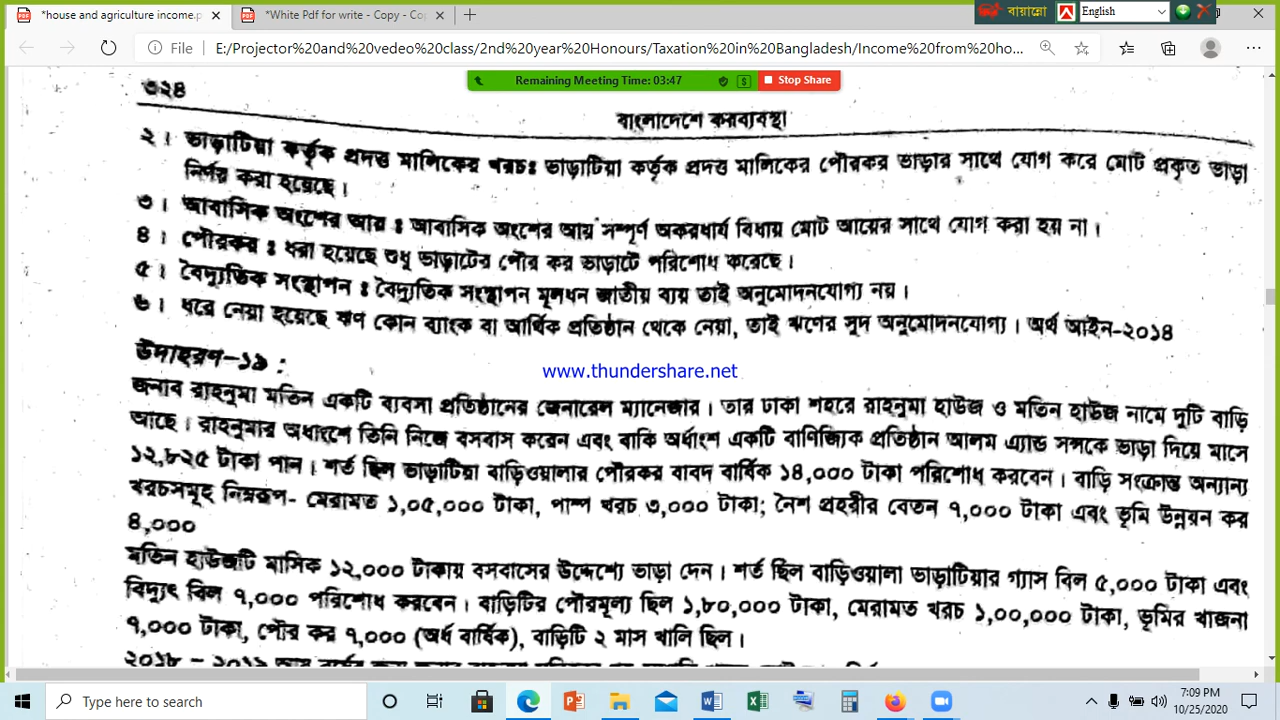 *house and agriculture income.p
*White Pdf for write - Copy - Cop
বায়ান্নো
English
File
E:/Projector%20and%20vedeo%20class/2nd%20year%20Honours/Taxation%20in%20Bangladesh/Income%20from%20ho...
Remaining Meeting Time: 03:47
Stop Share
৩২৪
বাংলাদেশে করব্যবস্থা
২। ভাড়াটিয়া কর্তৃক প্রদত্ত মালিকের খরচঃ ভাড়াটিয়া কর্তৃক প্রদত্ত মালিকের পৌরকর ভাড়ার সাথে যোগ করে মোট প্রকৃত ভাড়া
নির্ণয় করা হয়েছে।
৩। আবাসিক অংশের আয় : আবাসিক অংশের আয় সম্পূর্ণ অকরধার্য বিধায় মোট আয়ের সাথে যোগ করা হয় না।
৪। পৌরকর : ধরা হয়েছে শুধু ভাড়াটের পৌর কর ভাড়াটে পরিশোধ করেছে।
৫। বৈদ্যুতিক সংস্থাপন : বৈদ্যুতিক সংস্থাপন মূলধন জাতীয় ব্যয় তাই অনুমোদনযোগ্য নয়।
৬। ধরে নেয়া হয়েছে ঋণ কোন ব্যাংক বা আর্থিক প্রতিষ্ঠান থেকে নেয়া, তাই ঋণের সুদ অনুমোদনযোগ্য। অর্থ আইন-২০১৪
উদাহরণ-১৯ :
www.thundershare.net
জনাব রাহনুমা মতিন একটি ব্যবসা প্রতিষ্ঠানের জেনারেল ম্যানেজার। তার ঢাকা শহরে রাহনুমা হাউজ ও মতিন হাউজ নামে দুটি বাড়ি
আছে। রাহনুমার অর্ধাংশে তিনি নিজে বসবাস করেন এবং বাকি অর্ধাংশ একটি বাণিজ্যিক প্রতিষ্ঠান আলম এ্যান্ড সন্সকে ভাড়া দিয়ে মাসে
১২,৮২৫ টাকা পান। শর্ত ছিল ভাড়াটিয়া বাড়িওয়ালার পৌরকর বাবদ বার্ষিক ১৪,০০০ টাকা পরিশোধ করবেন। বাড়ি সংক্রান্ত অন্যান্য
খরচসমূহ নিম্নরূপ- মেরামত ১,০৫,০০০ টাকা, পাম্প খরচ ৩,০০০ টাকা; নৈশ প্রহরীর বেতন ৭,০০০ টাকা এবং ভূমি উন্নয়ন কর
৪,০০০
মতিন হাউজটি মাসিক ১২,০০০ টাকায় বসবাসের উদ্দেশ্যে ভাড়া দেন। শর্ত ছিল বাড়িওয়ালা ভাড়াটিয়ার গ্যাস বিল ৫,০০০ টাকা এবং
বিদ্যুৎ বিল ৭,০০০ পরিশোধ করবেন। বাড়িটির পৌরমূল্য ছিল ১,৮০,০০০ টাকা, মেরামত খরচ ১,০০,০০০ টাকা, ভূমির খাজনা
৭,০০০ টাকা, পৌর কর ৭,০০০ (অর্ধ বার্ষিক), বাড়িটি ২ মাস খালি ছিল।
Type here to search
7:09 PM
10/25/2020